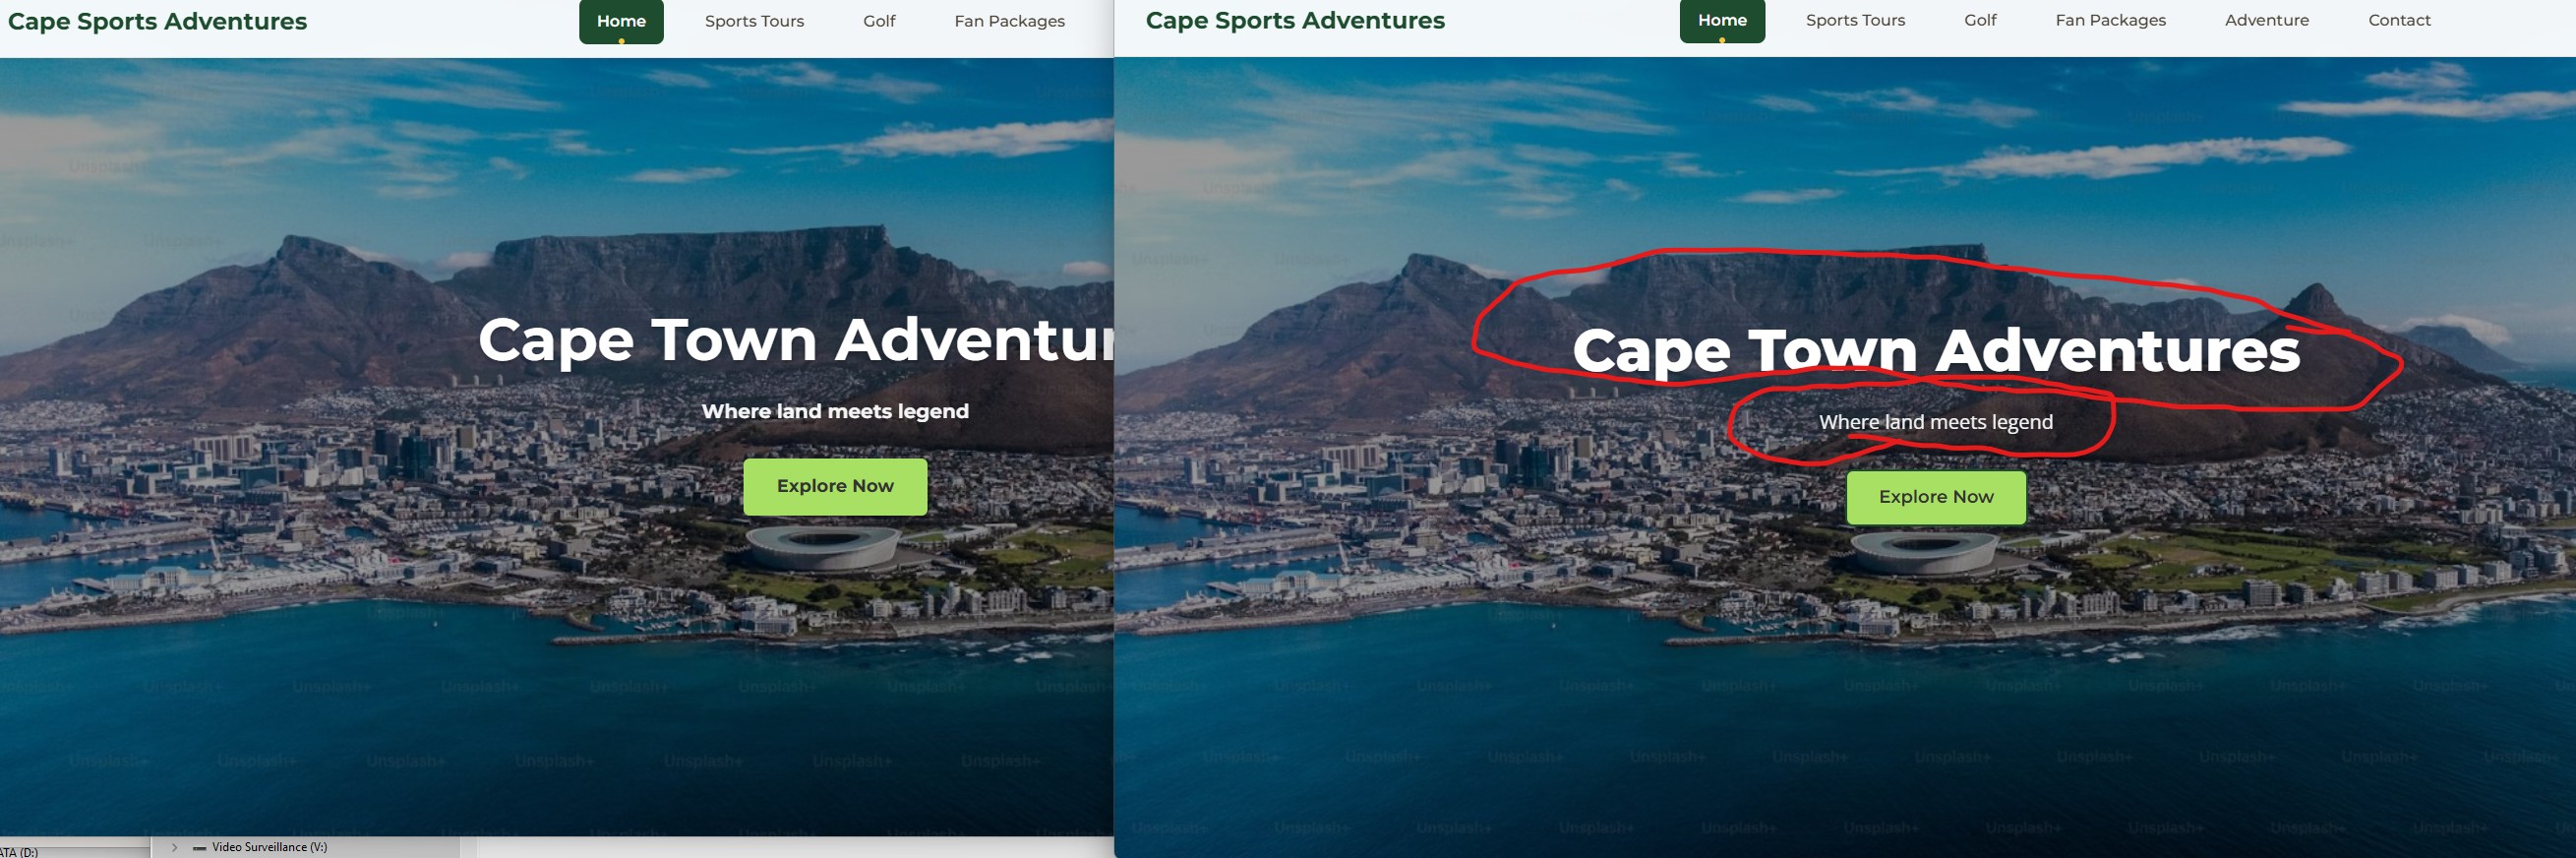 Cape Sports Adventures
Home
Sports Tours
Golf
Fan Packages
Cape Town Adventur
Where land meets legend
Explore Now
ATA (D:)
Video Surveillance (V:)
Cape Sports Adventures
Home
Sports Tours
Golf
Fan Packages
Adventure
Contact
Cape Town Adventures
Where land meets legend
Explore Now
Unsplash+